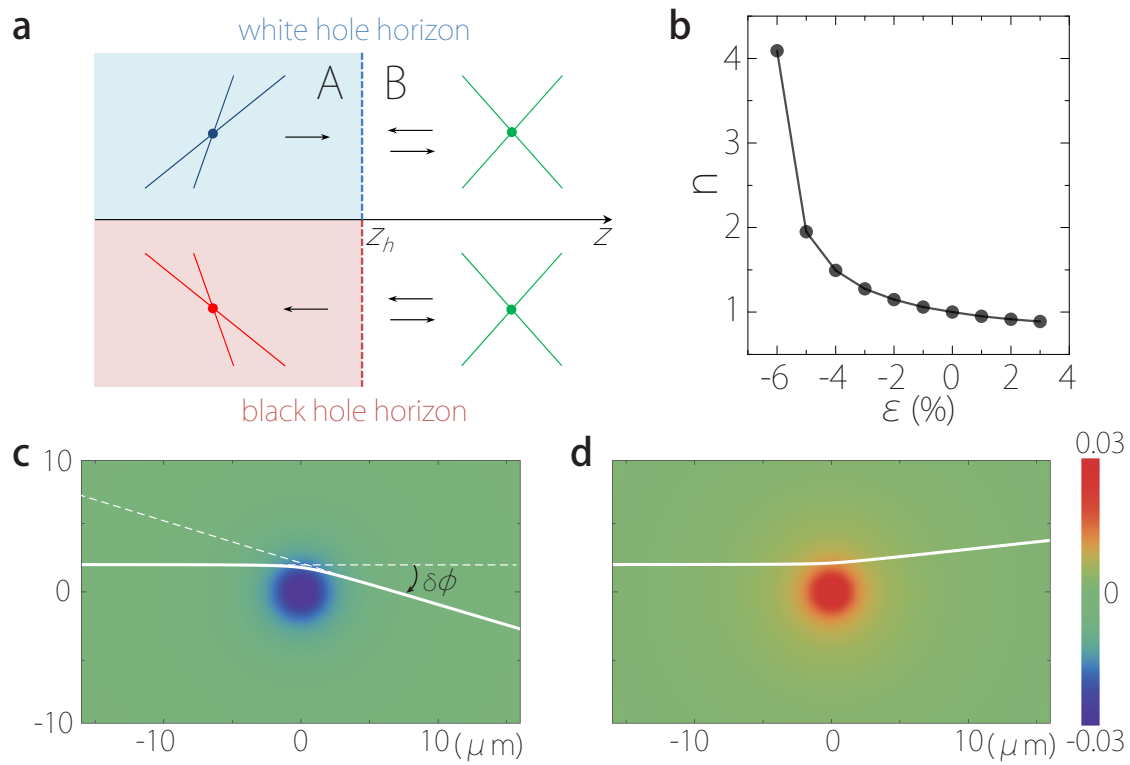 a
white hole horizon
A
B
z_h
z
black hole horizon
b
n
4
3
2
1
-6
-4
-2
0
2
4
ε (%)
c
10
0
-10
δϕ
-10
0
10
(μm)
d
-10
0
10
(μm)
0.03
0
-0.03